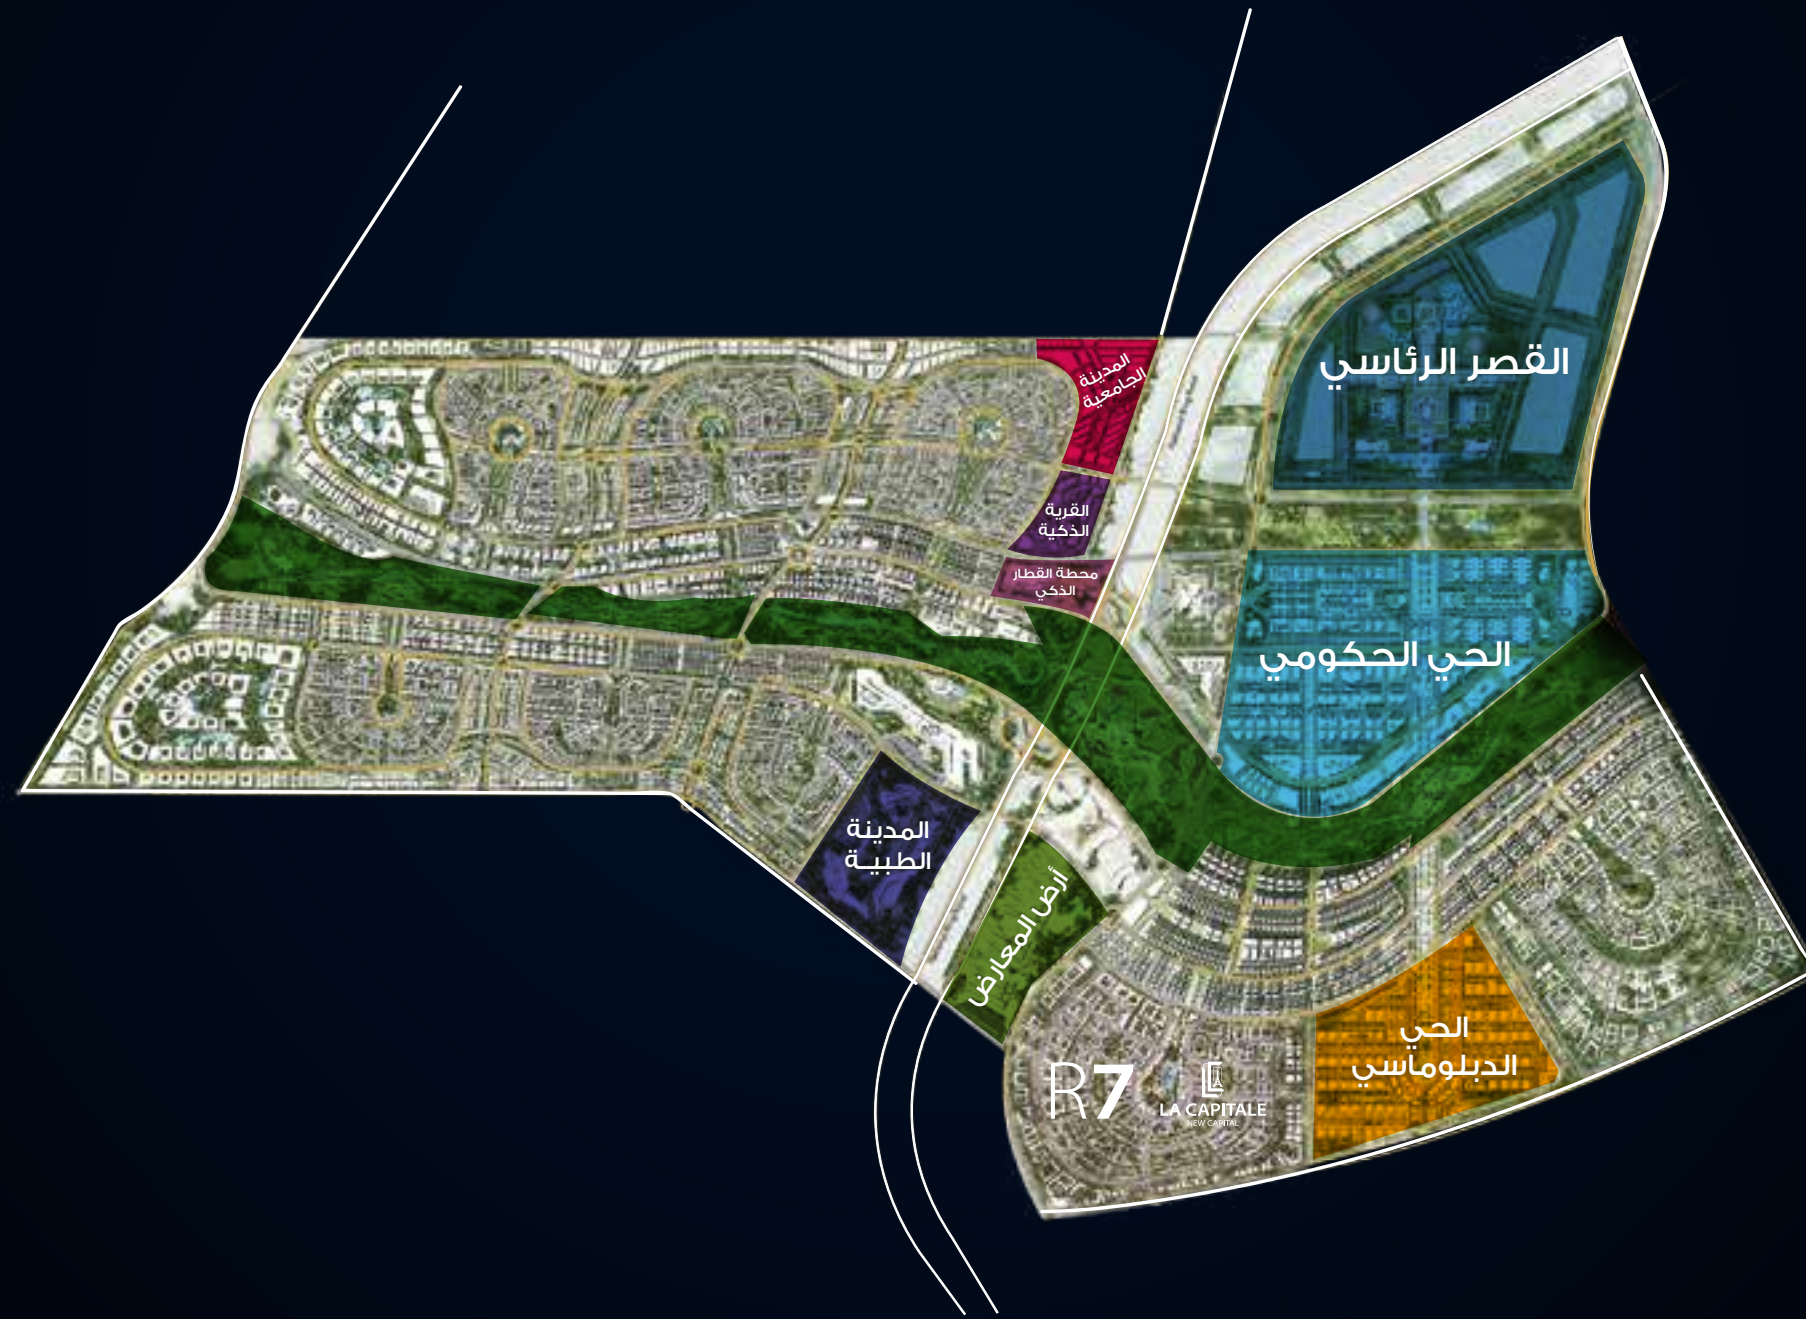 القصر الرئاسي
المدينة
الجامعية
القرية
الذكية
محطة القطار
الذكي
الحي الحكومي
المدينة
الطبيـة
أرض المعارض
الحي
الدبلوماسي
R7
LA CAPITALE
NEW CAPITAL